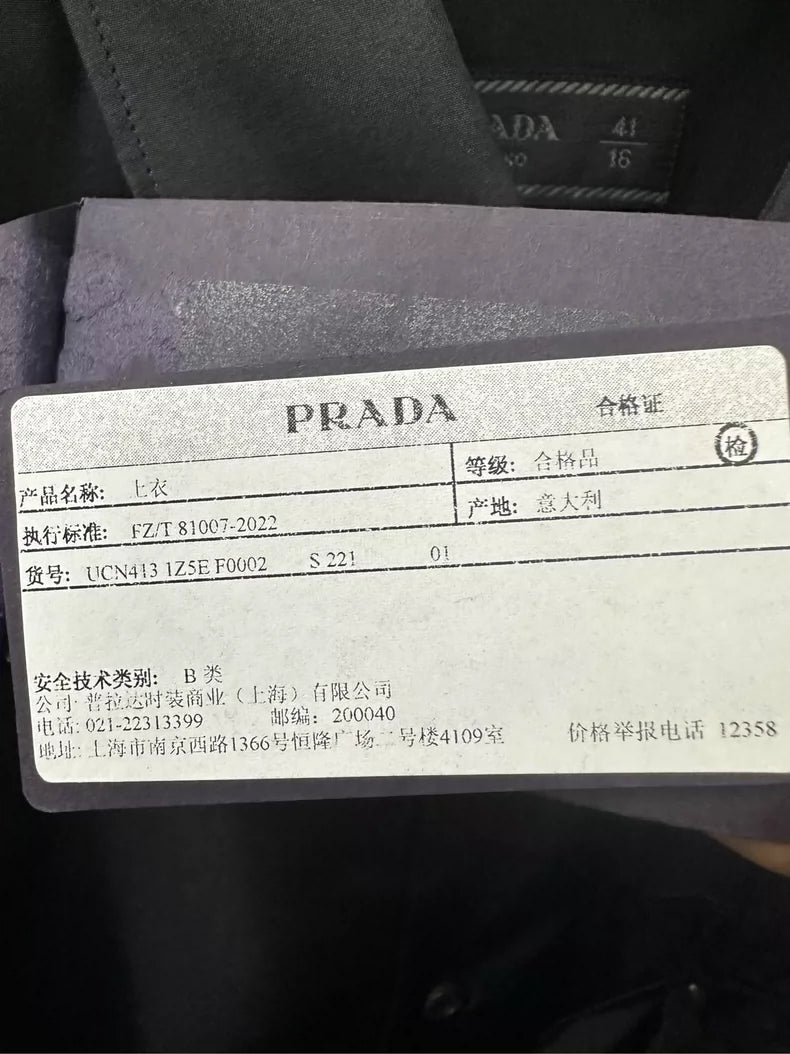 ADA 41
NO 16
PRADA 合格证
产品名称: 上衣 等级: 合格品 检
执行标准: FZ/T 81007-2022 产地: 意大利
货号: UCN413 1Z5E F0002 S 221 01
安全技术类别: B 类
公司: 普拉达时装商业（上海）有限公司
电话: 021-22313399 邮编: 200040
地址: 上海市南京西路1366号恒隆广场二号楼4109室 价格举报电话 12358